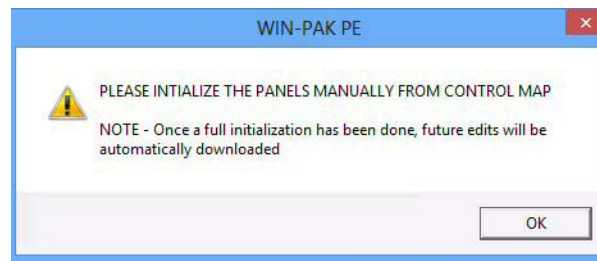 WIN-PAK PE
PLEASE INTIALIZE THE PANELS MANUALLY FROM CONTROL MAP
NOTE - Once a full initialization has been done, future edits will be
automatically downloaded
OK